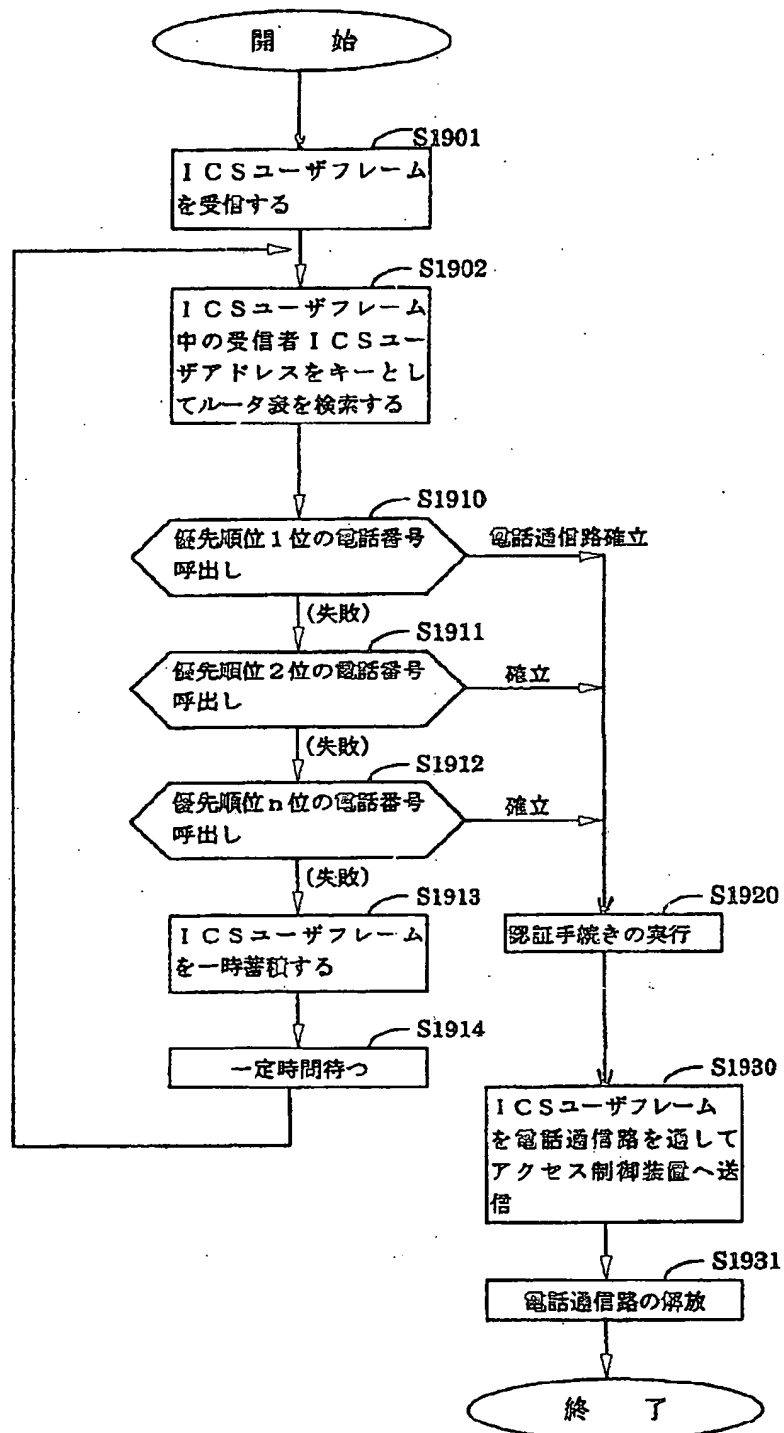 開 始
S1901
ICSユーザフレーム
を受信する
S1902
ICSユーザフレーム
中の受信者ICSユー
ザアドレスをキーとし
てルータ表を検索する
S1910
優先順位1位の電話番号
呼出し
電話通信路確立
(失敗)
S1911
優先順位2位の電話番号
呼出し
確立
(失敗)
S1912
優先順位n位の電話番号
呼出し
確立
(失敗)
S1913
ICSユーザフレーム
を一時蓄積する
S1914
一定時間待つ
S1920
認証手続きの実行
S1930
ICSユーザフレーム
を電話通信路を通して
アクセス制御装置へ送
信
S1931
電話通信路の解放
終 了